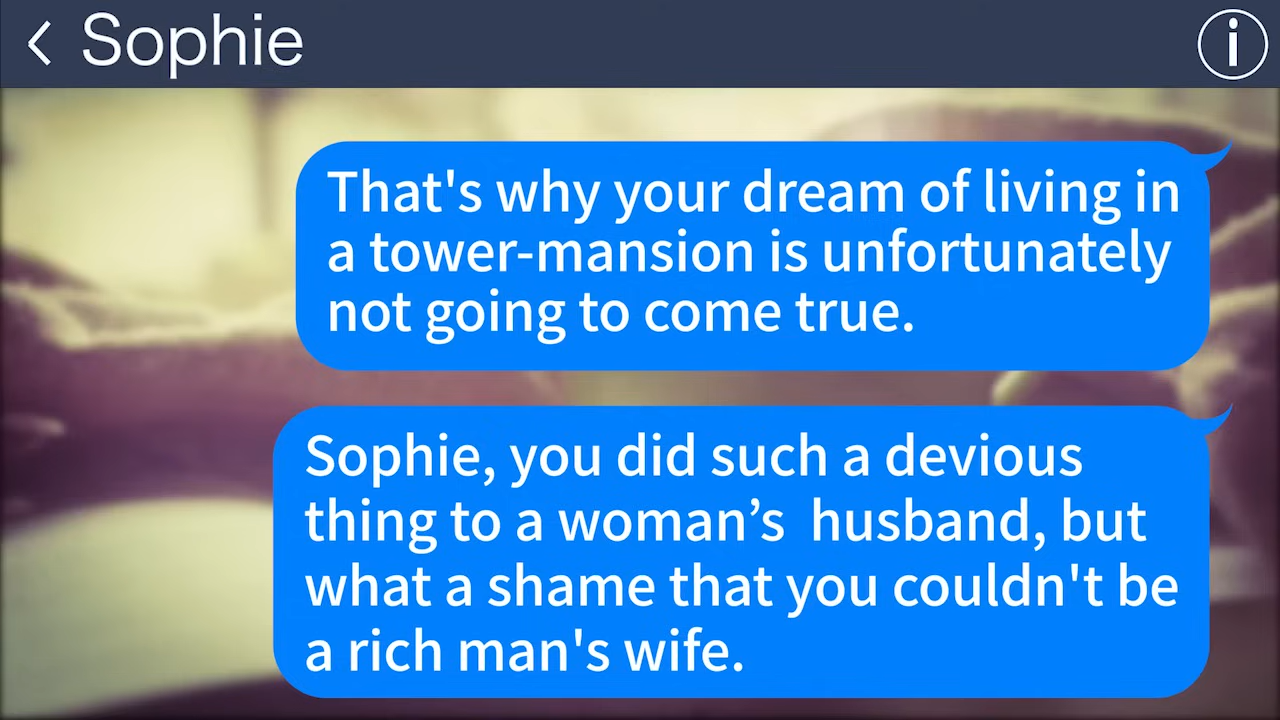 Sophie
That's why your dream of living in
a tower-mansion is unfortunately
not going to come true.
Sophie, you did such a devious
thing to a woman’s  husband, but
what a shame that you couldn't be
a rich man's wife.